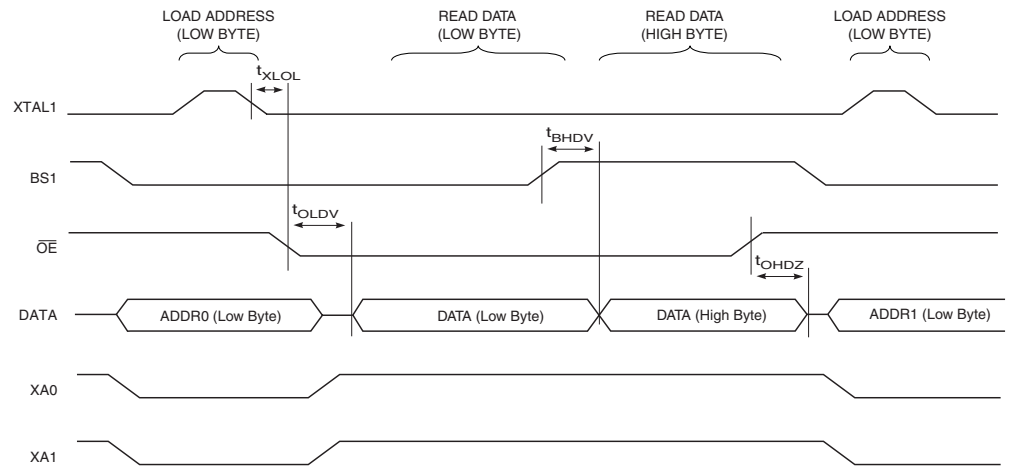 LOAD ADDRESS
(LOW BYTE)
READ DATA
(LOW BYTE)
READ DATA
(HIGH BYTE)
LOAD ADDRESS
(LOW BYTE)
tXLOL
XTAL1
tBHDV
BS1
tOLDV
OE
tOHDZ
DATA
ADDR0 (Low Byte)
DATA (Low Byte)
DATA (High Byte)
ADDR1 (Low Byte)
XA0
XA1